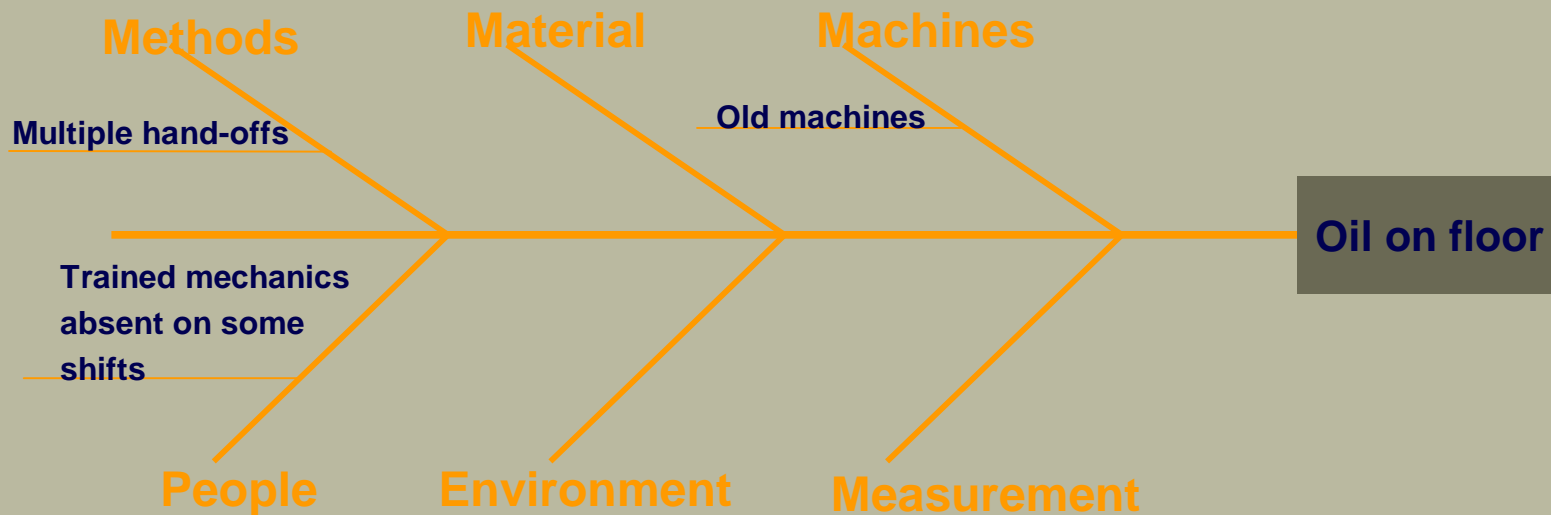 Methods
Material
Machines
Multiple hand-offs
Old machines
Oil on floor
Trained mechanics
absent on some
shifts
People
Environment
Measurement